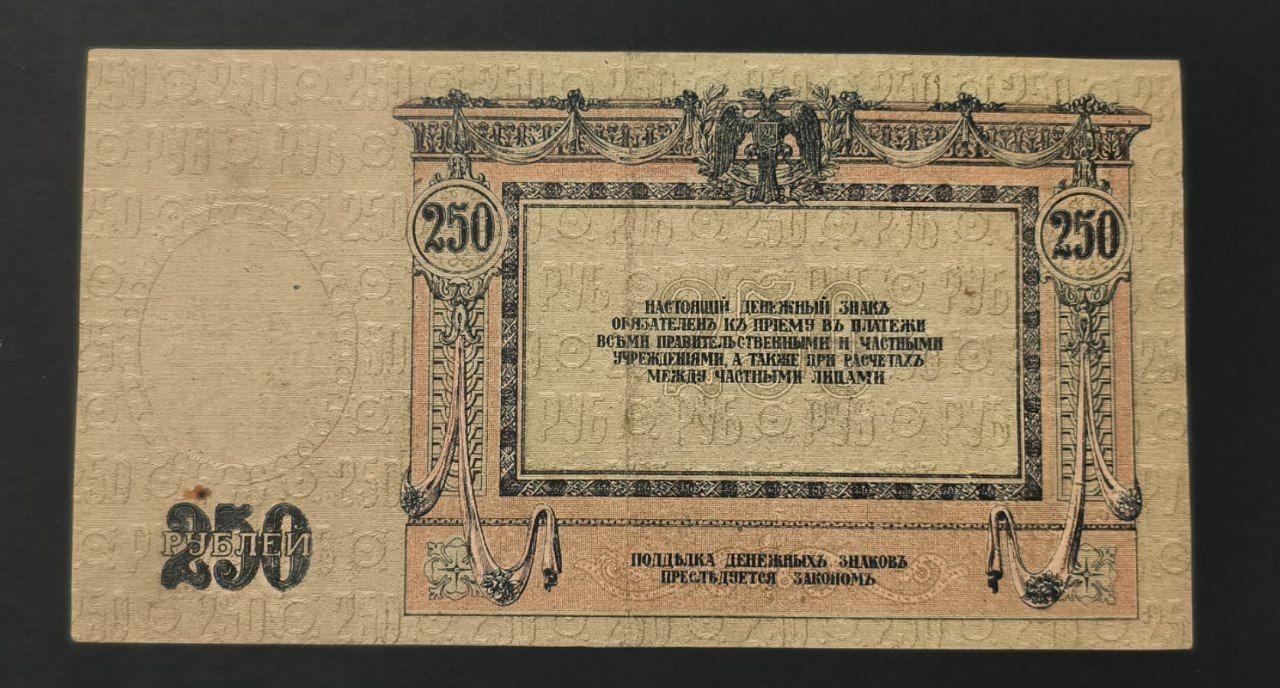 250
250
НАСТОЯЩІЙ ДЕНЕЖНЫЙ ЗНАКЪ
ОБЯЗАТЕЛЕНЪ КЪ ПРІЕМУ ВЪ ПЛАТЕЖИ
ВСѢМИ ПРАВИТЕЛЬСТВЕННЫМИ И ЧАСТНЫМИ
УЧРЕЖДЕНІЯМИ, А ТАКЖЕ ПРИ РАСЧЕТАХЪ
МЕЖДУ ЧАСТНЫМИ ЛИЦАМИ
250
250
РУБЛЕЙ
ПОДДѢЛКА ДЕНЕЖНЫХЪ ЗНАКОВЪ
ПРЕСЛѢДУЕТСЯ ЗАКОНОМЪ